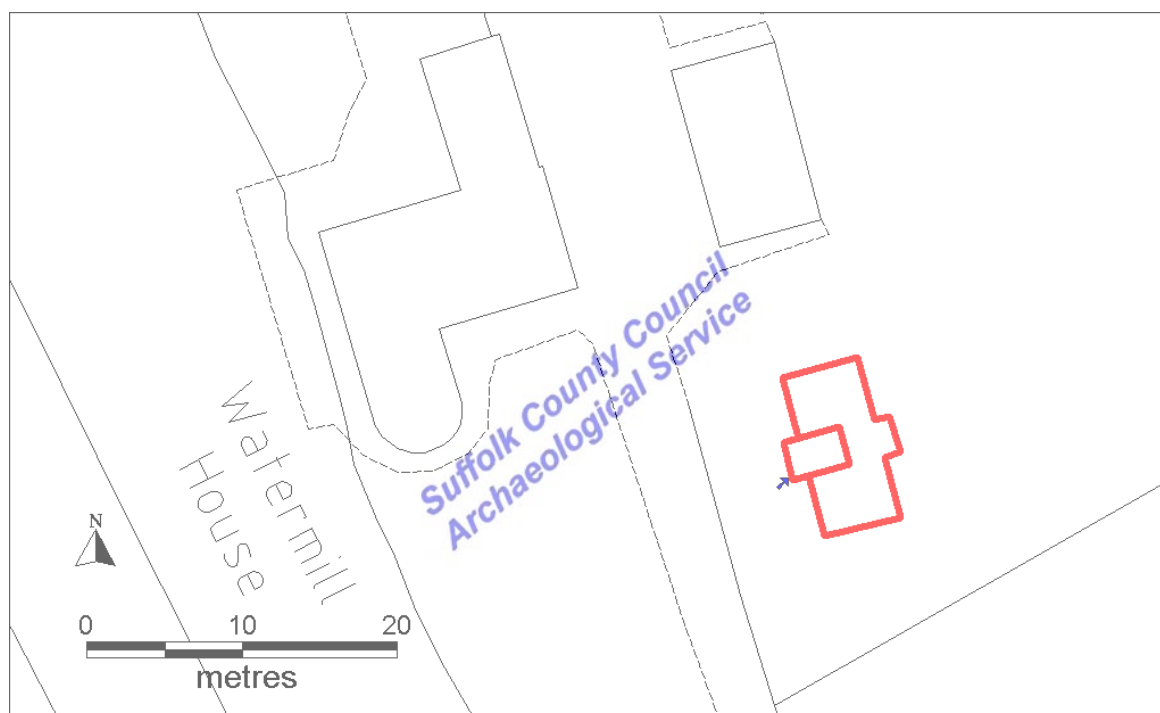 Suffolk County Council
Archaeological Service
Watermill
House
N
0 10 20
metres